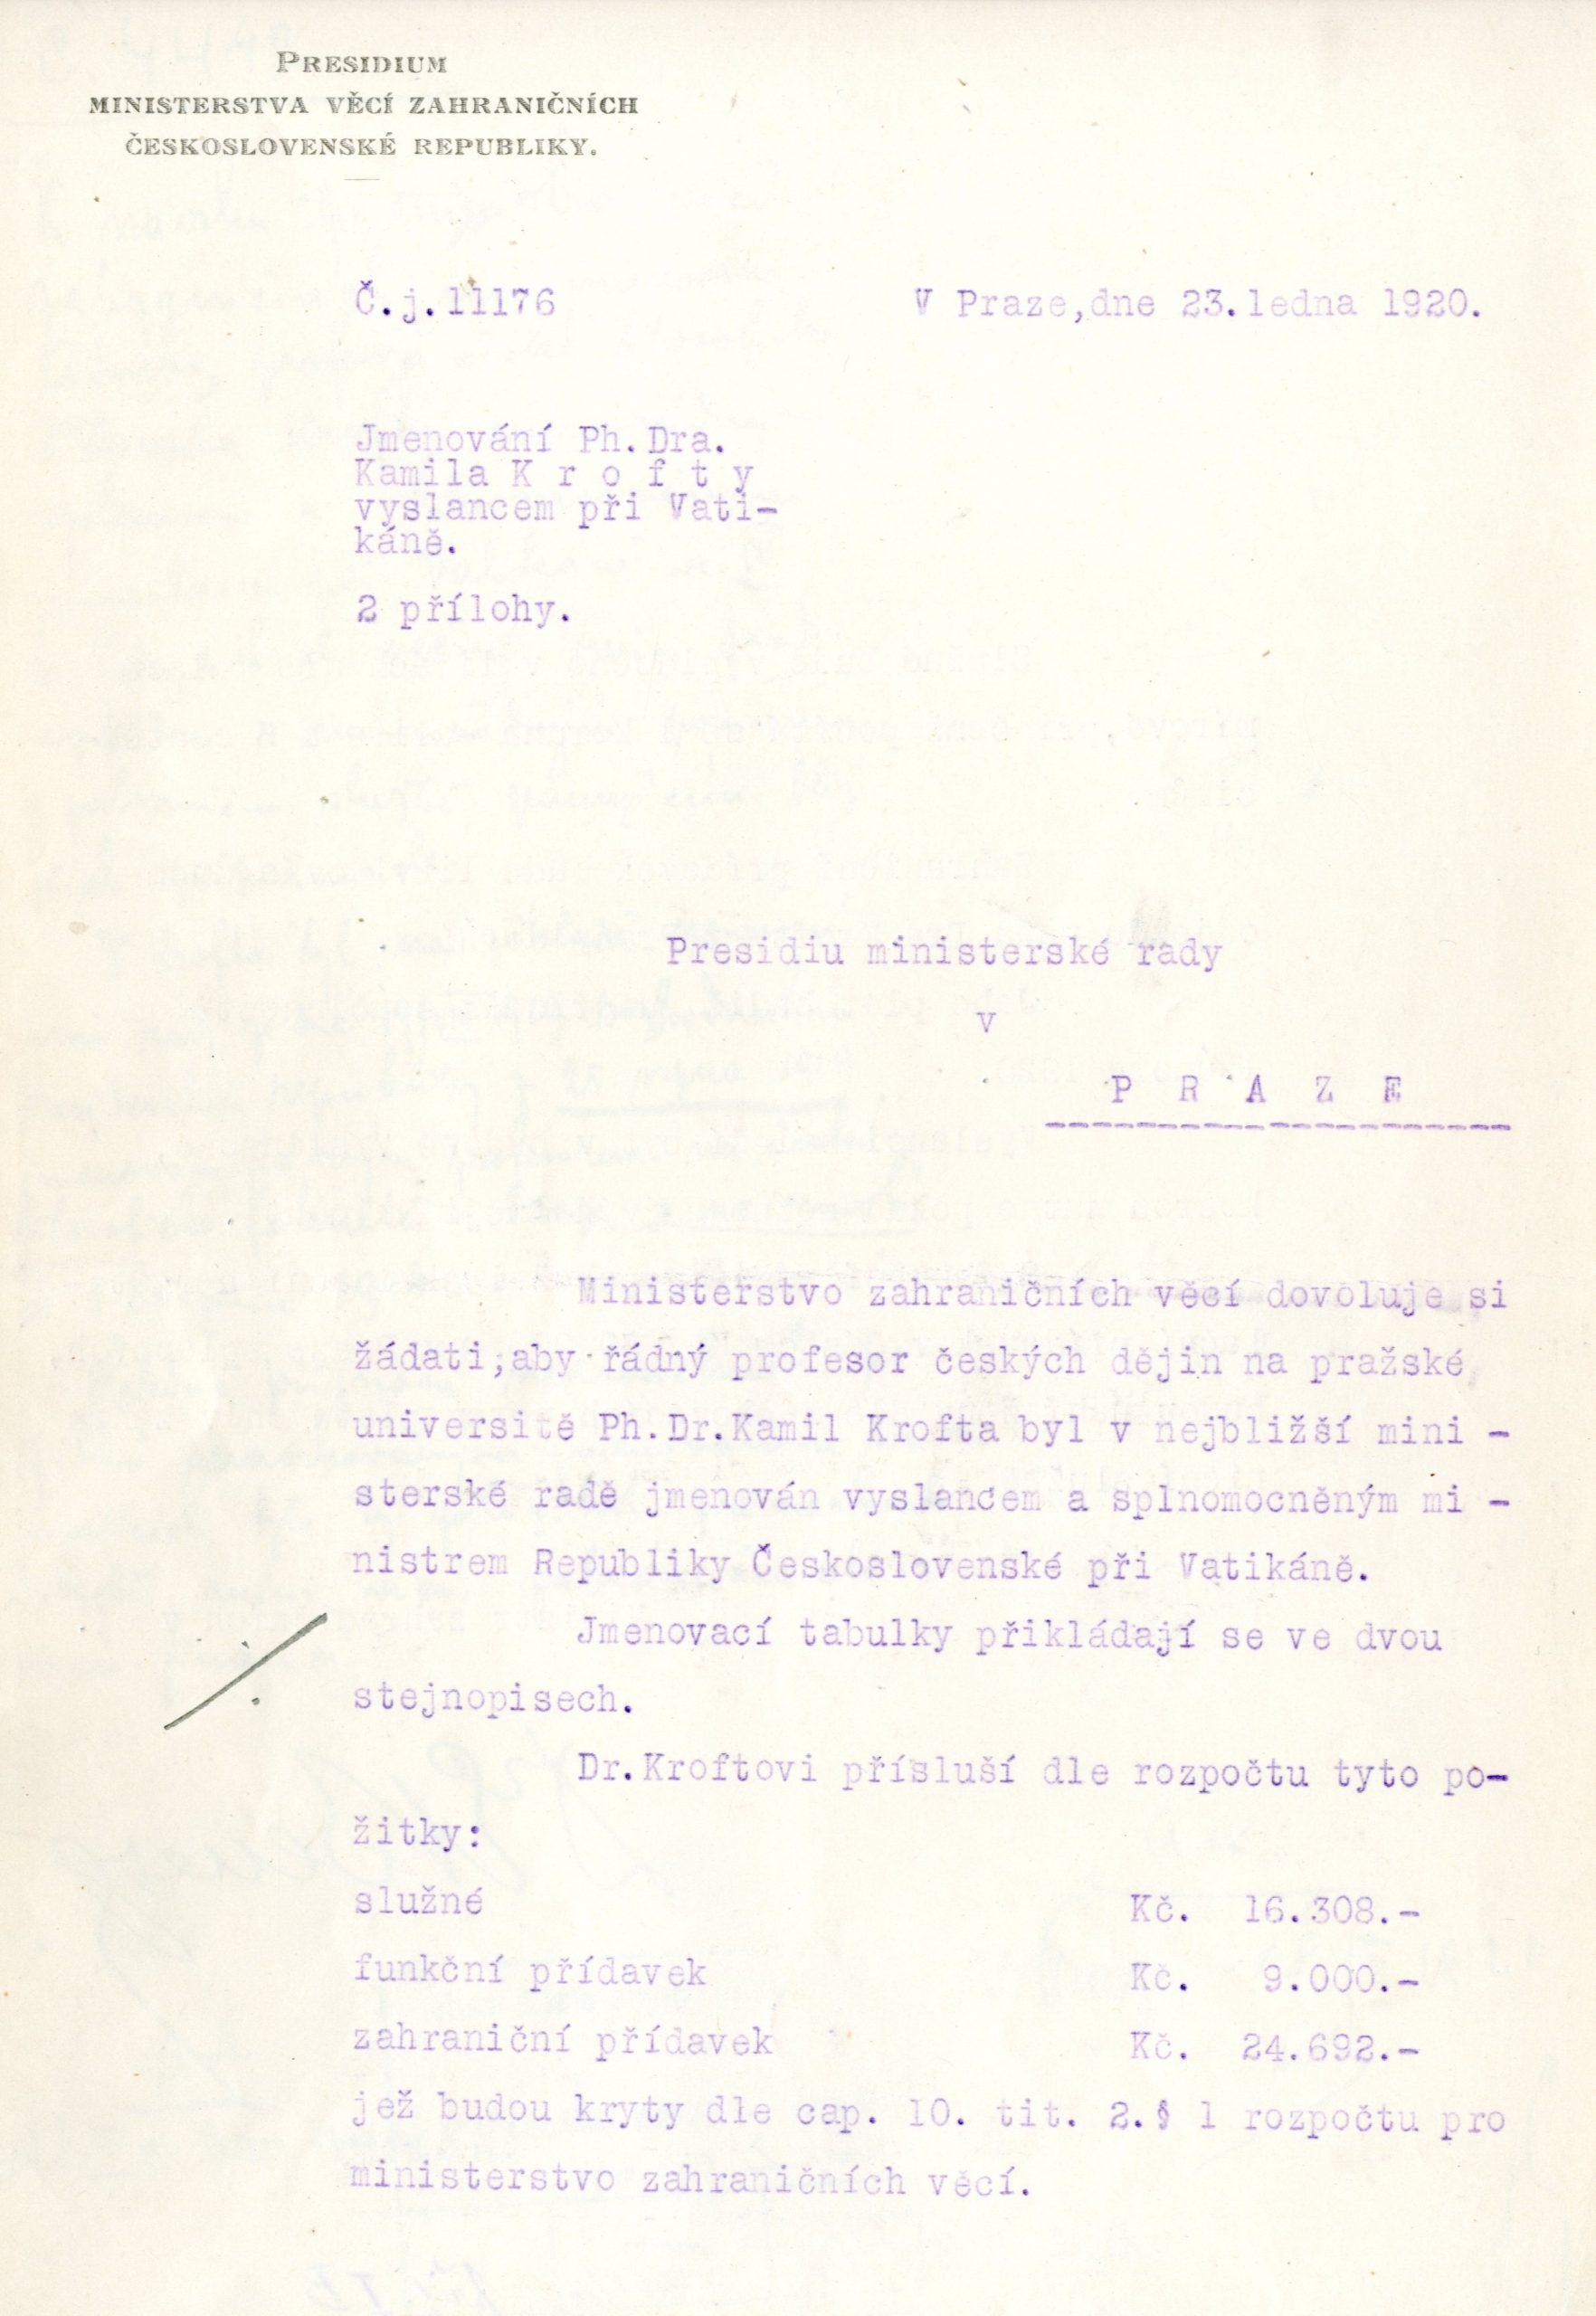 PRESIDIUM
MINISTERSTVA VĚCÍ ZAHRANIČNÍCH
ČESKOSLOVENSKÉ REPUBLIKY.
Č.j.11176 V Praze,dne 23.ledna 1920.
Jmenování Ph.Dra.
Kamila K r o f t y
vyslancem při Vati-
káně.
2 přílohy.
Presidiu ministerské rady
v
P R A Z E
Ministerstvo zahraničních věcí dovoluje si
žádati,aby řádný profesor českých dějin na pražské
universitě Ph.Dr.Kamil Krofta byl v nejbližší mini -
sterské radě jmenován vyslancem a splnomocněným mi -
nistrem Republiky Československé při Vatikáně.
Jmenovací tabulky přikládají se ve dvou
./.
stejnopisech.
Dr.Kroftovi přísluší dle rozpočtu tyto po-
žitky:
služné Kč. 16.308.-
funkční přídavek Kč. 9.000.-
zahraniční přídavek Kč. 24.692.-
jež budou kryty dle cap. 10. tit. 2.§ 1 rozpočtu pro
ministerstvo zahraničních věcí.